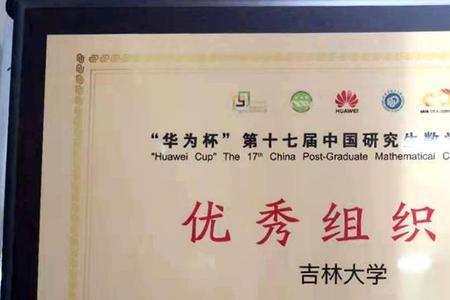 HUAWEI
“华为杯”第十七届中国研究生数
"Huawei Cup" The 17th China Post-Graduate Mathematical C
优秀组织
吉林大学